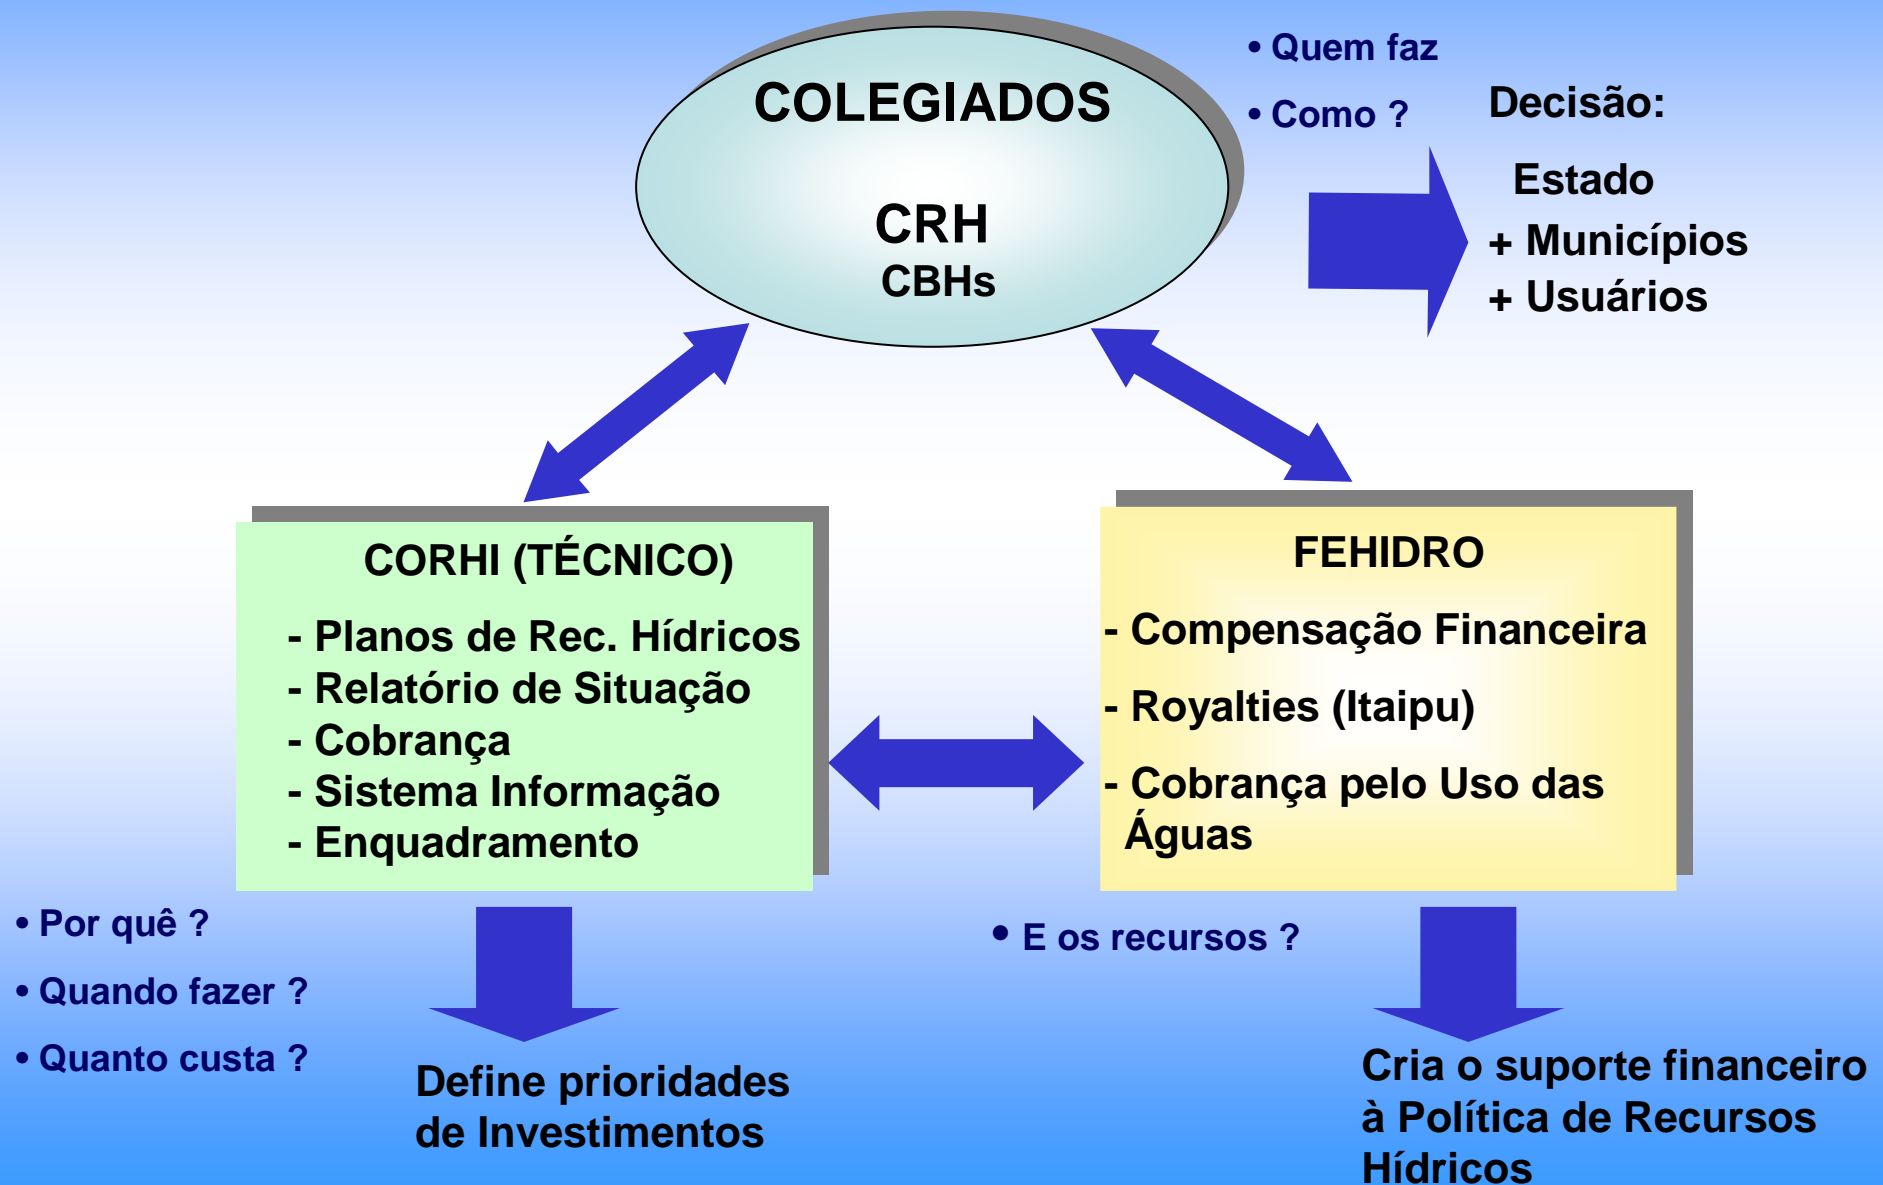 COLEGIADOS
CRH
CBHs
• Quem faz
• Como ?
Decisão:
Estado
+ Municípios
+ Usuários
CORHI (TÉCNICO)
- Planos de Rec. Hídricos
- Relatório de Situação
- Cobrança
- Sistema Informação
- Enquadramento
FEHIDRO
- Compensação Financeira
- Royalties (Itaipu)
- Cobrança pelo Uso das
Águas
• Por quê ?
• Quando fazer ?
• Quanto custa ?
Define prioridades
de Investimentos
• E os recursos ?
Cria o suporte financeiro
à Política de Recursos
Hídricos